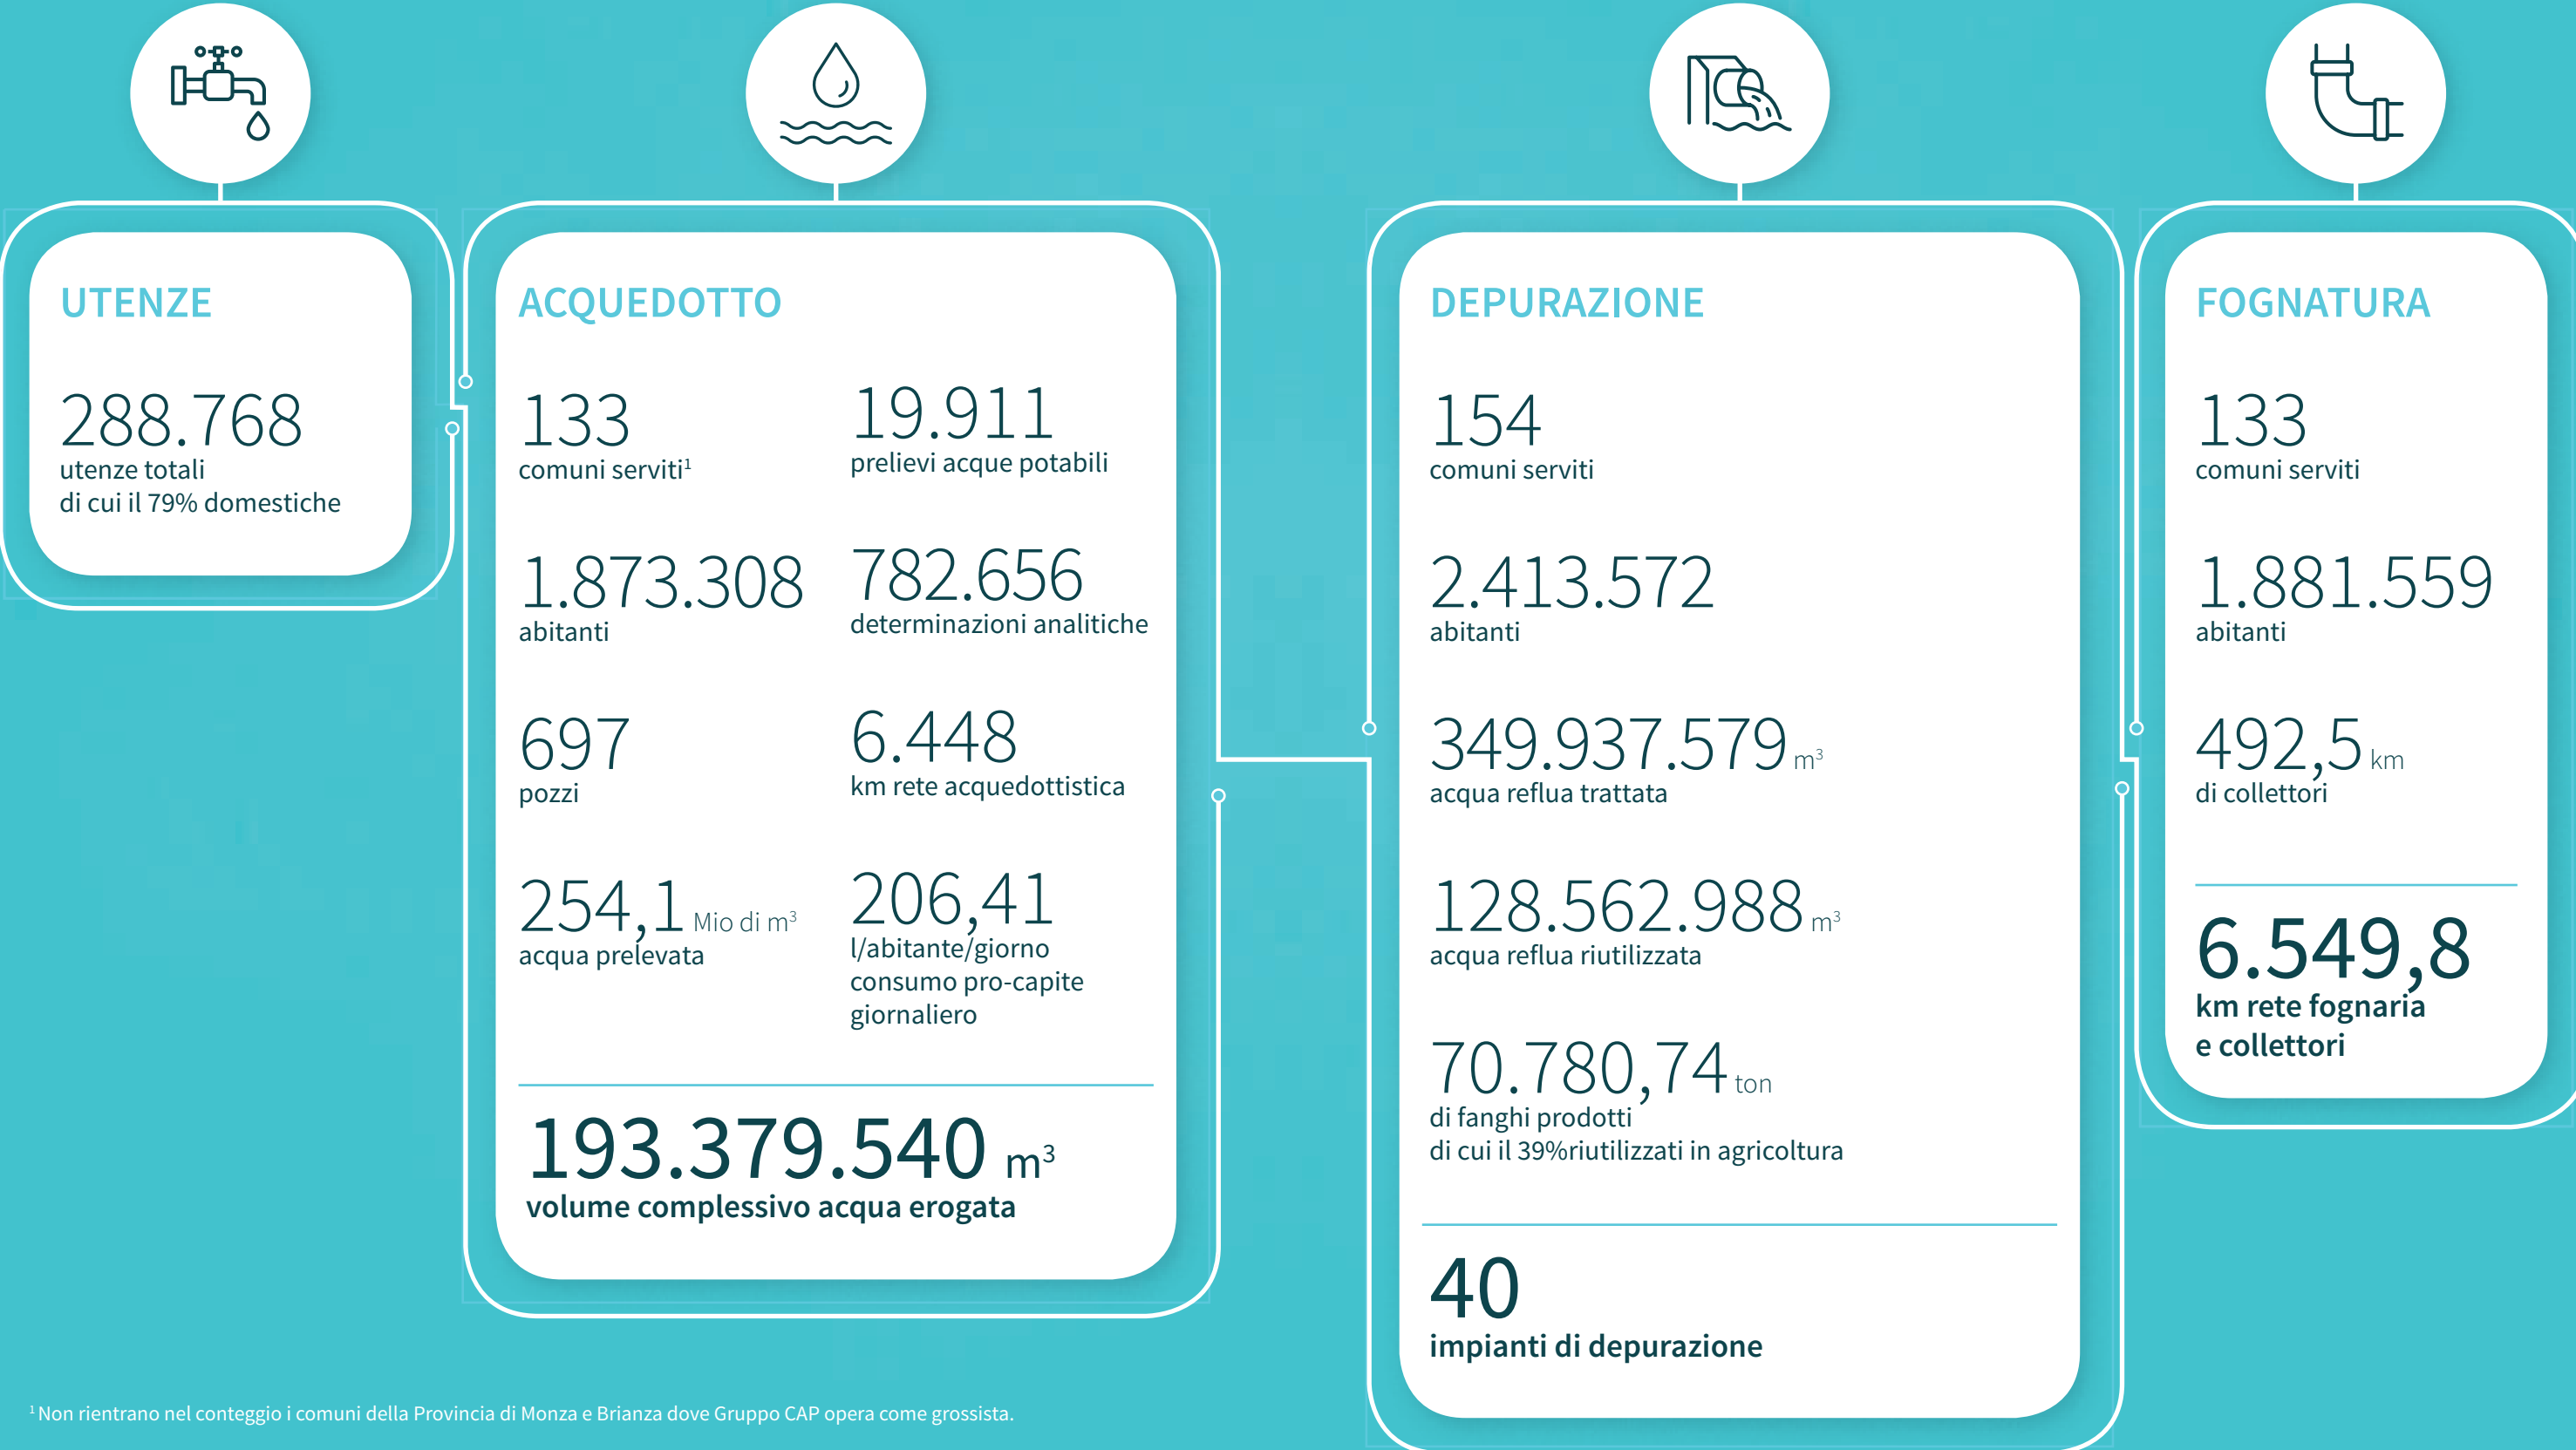 UTENZE
288.768
utenze totali
di cui il 79% domestiche
ACQUEDOTTO
133
comuni serviti¹
1.873.308
abitanti
697
pozzi
254,1 Mio di m³
acqua prelevata
19.911
prelievi acque potabili
782.656
determinazioni analitiche
6.448
km rete acquedottistica
206,41
l/abitante/giorno
consumo pro-capite
giornaliero
193.379.540 m³
volume complessivo acqua erogata
DEPURAZIONE
154
comuni serviti
2.413.572
abitanti
349.937.579 m³
acqua reflua trattata
128.562.988 m³
acqua reflua riutilizzata
70.780,74 ton
di fanghi prodotti
di cui il 39%riutilizzati in agricoltura
40
impianti di depurazione
FOGNATURA
133
comuni serviti
1.881.559
abitanti
492,5 km
di collettori
6.549,8
km rete fognaria
e collettori
¹ Non rientrano nel conteggio i comuni della Provincia di Monza e Brianza dove Gruppo CAP opera come grossista.